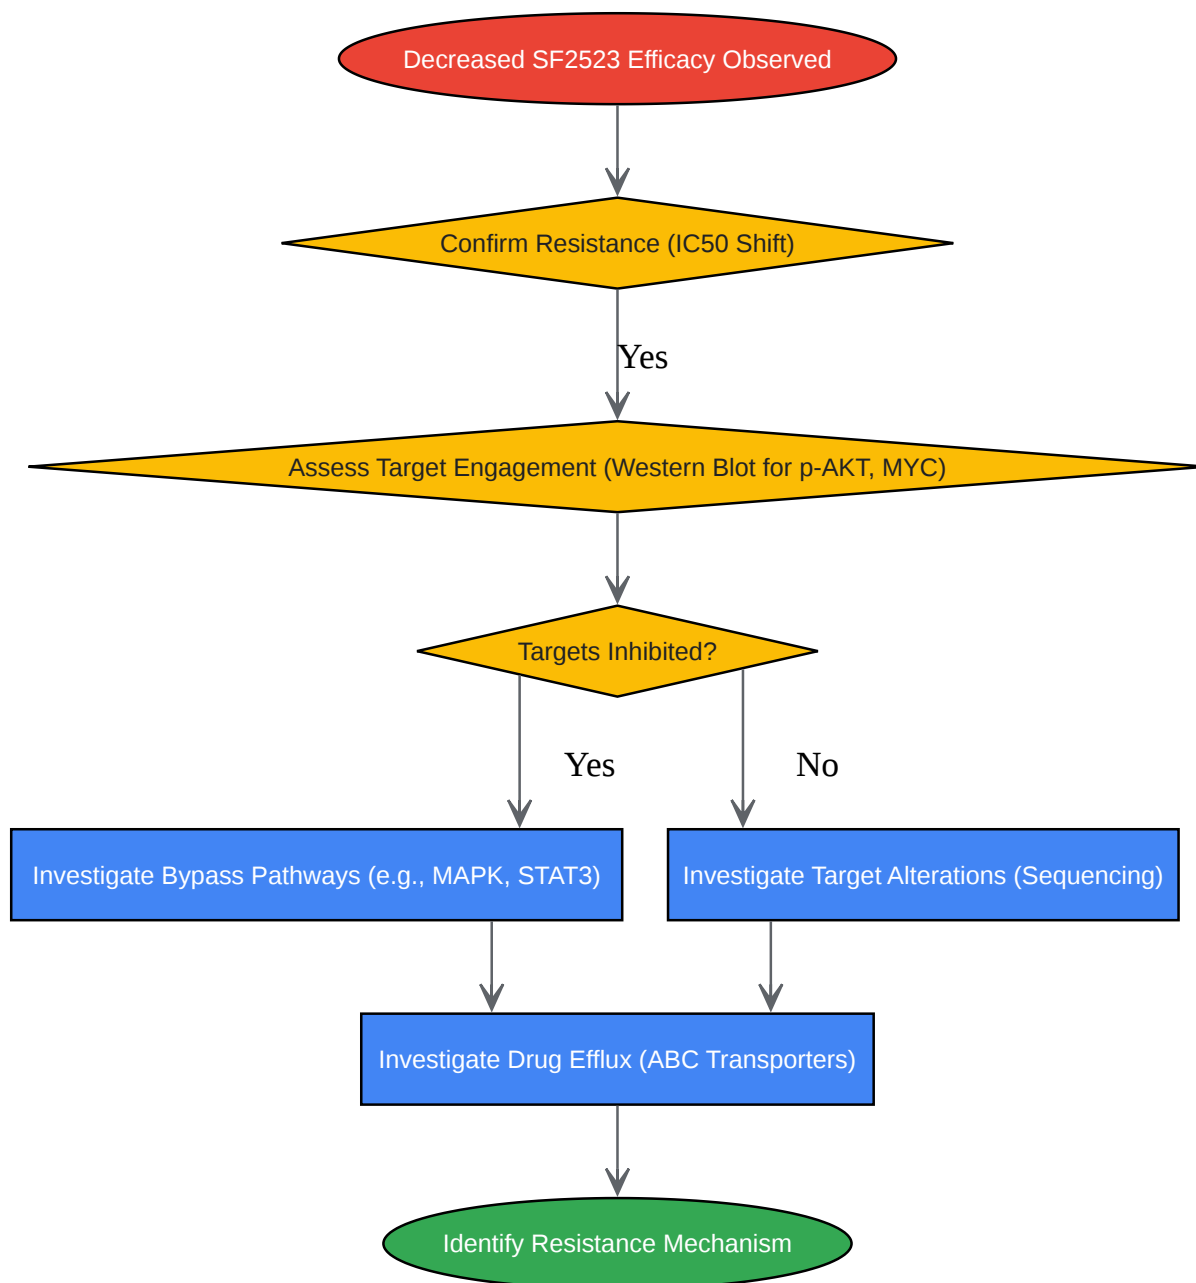 Decreased SF2523 Efficacy Observed
Confirm Resistance (IC50 Shift)
Yes
Assess Target Engagement (Western Blot for p-AKT, MYC)
Targets Inhibited?
Yes
No
Investigate Bypass Pathways (e.g., MAPK, STAT3)
Investigate Target Alterations (Sequencing)
Investigate Drug Efflux (ABC Transporters)
Identify Resistance Mechanism